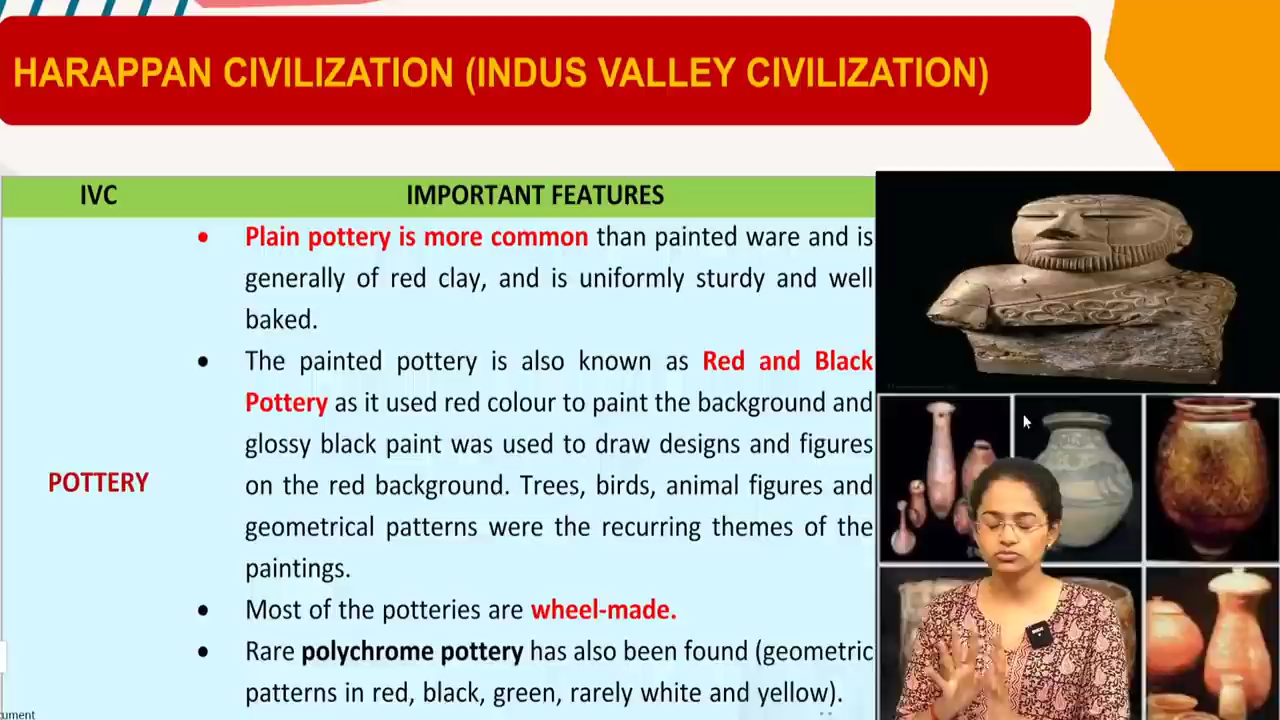 HARAPPAN CIVILIZATION (INDUS VALLEY CIVILIZATION)
IVC
IMPORTANT FEATURES
POTTERY
• Plain pottery is more common than painted ware and is
generally of red clay, and is uniformly sturdy and well
baked.
• The painted pottery is also known as Red and Black
Pottery as it used red colour to paint the background and
glossy black paint was used to draw designs and figures
on the red background. Trees, birds, animal figures and
geometrical patterns were the recurring themes of the
paintings.
• Most of the potteries are wheel-made.
• Rare polychrome pottery has also been found (geometric
patterns in red, black, green, rarely white and yellow).
cument